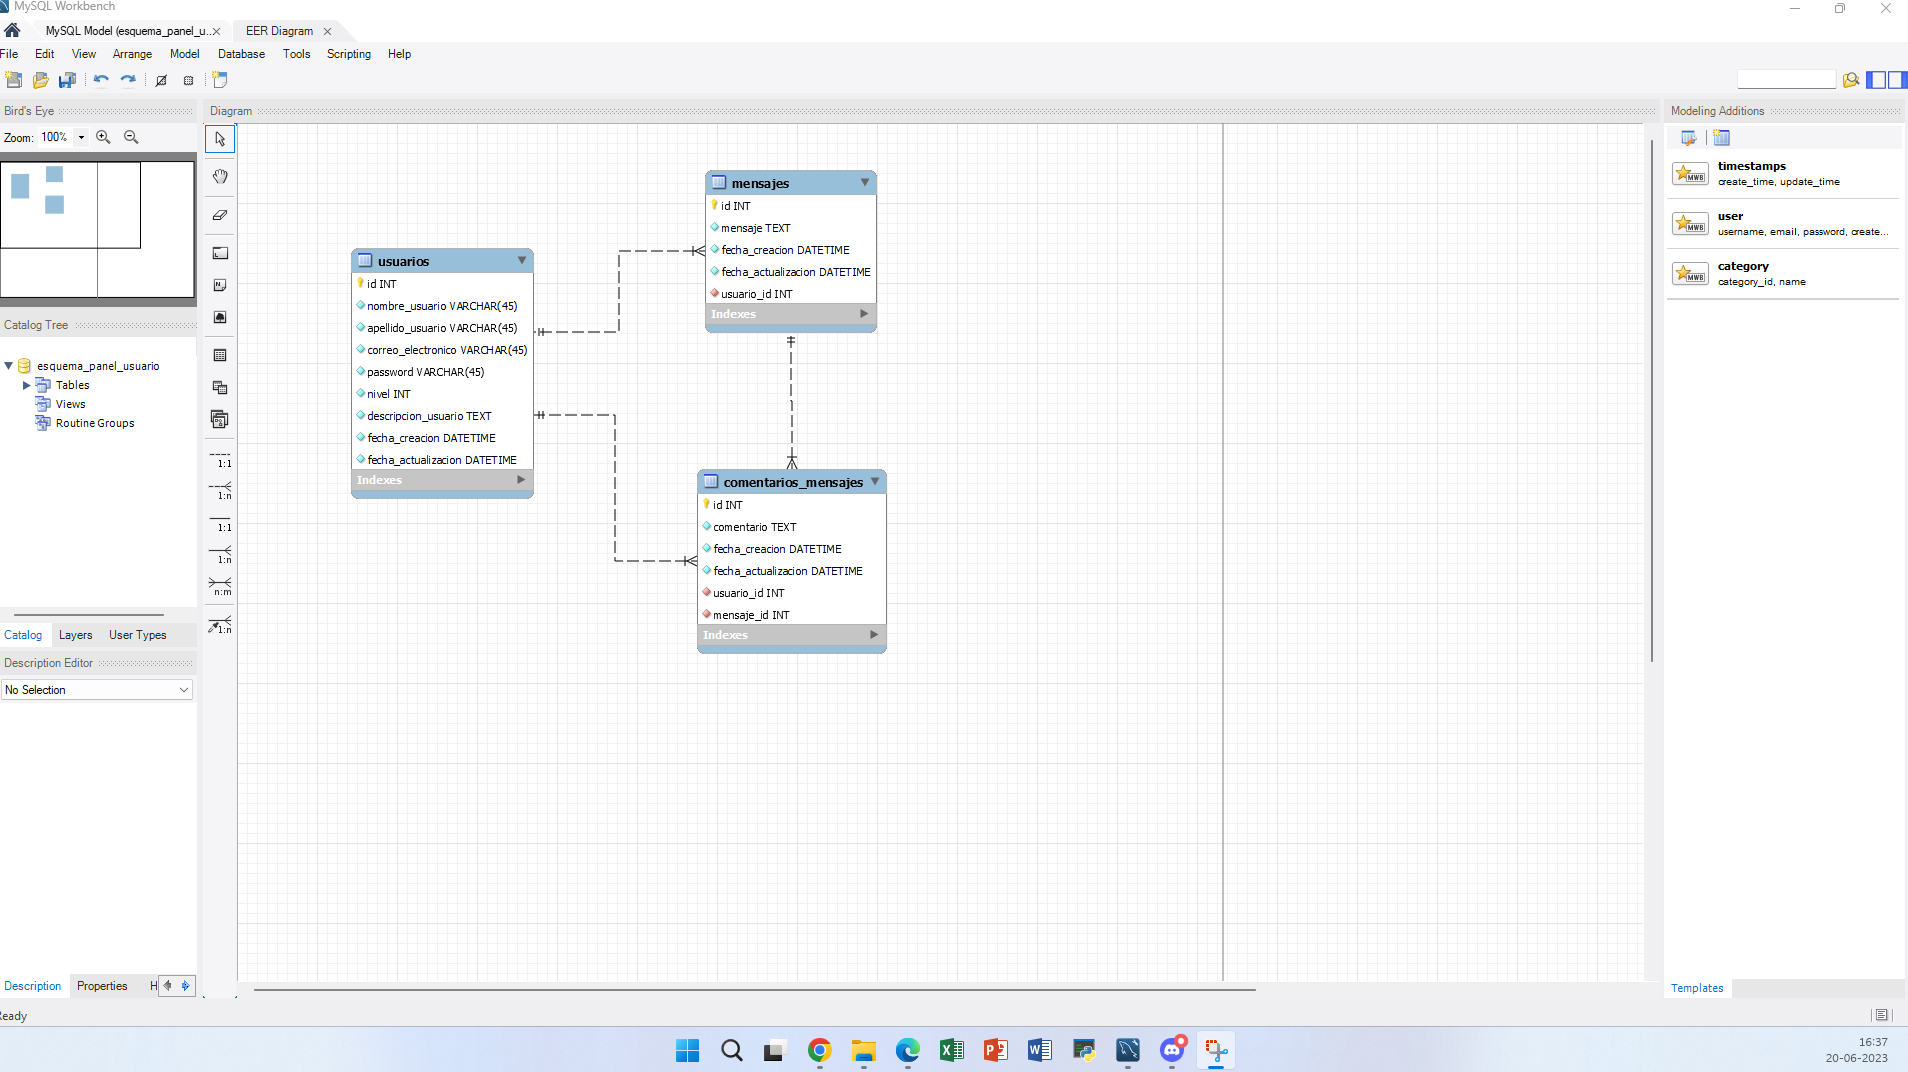 MySQL Workbench
MySQL Model (esquema_panel_u...
EER Diagram
File Edit View Arrange Model Database Tools Scripting Help
Bird's Eye
Zoom: 100%
Catalog Tree
esquema_panel_usuario
Tables
Views
Routine Groups
Catalog Layers User Types
Description Editor
No Selection
Description Properties H
Ready
Diagram
1:1
1:n
1:1
1:n
n:m
1:n
usuarios
id INT
nombre_usuario VARCHAR(45)
apellido_usuario VARCHAR(45)
correo_electronico VARCHAR(45)
password VARCHAR(45)
nivel INT
descripcion_usuario TEXT
fecha_creacion DATETIME
fecha_actualizacion DATETIME
Indexes
mensajes
id INT
mensaje TEXT
fecha_creacion DATETIME
fecha_actualizacion DATETIME
usuario_id INT
Indexes
comentarios_mensajes
id INT
comentario TEXT
fecha_creacion DATETIME
fecha_actualizacion DATETIME
usuario_id INT
mensaje_id INT
Indexes
Modeling Additions
MWB
timestamps
create_time, update_time
MWB
user
username, email, password, create...
MWB
category
category_id, name
Templates
16:37
20-06-2023